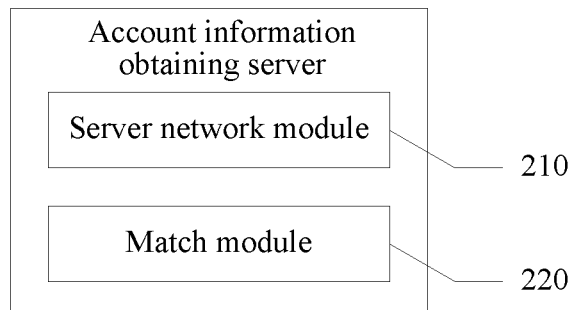 Account information
obtaining server
Server network module
210
Match module
220